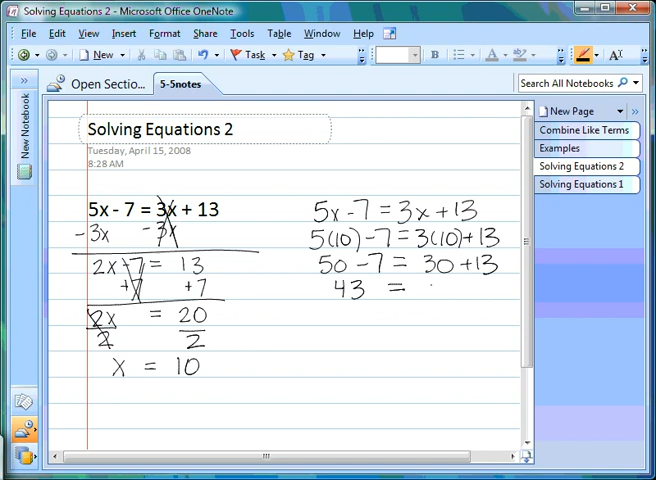 Solving Equations 2 - Microsoft Office OneNote
File Edit View Insert Format Share Tools Table Window Help
Back New Task Tag B A A
New Notebook
Open Sectio... 5-5notes
Search All Notebooks
Solving Equations 2
Tuesday, April 15, 2008
8:28 AM
5x - 7 = 3x + 13
-3x -3x
2x -7 = 13
+7 +7
2x = 20
2 2
x = 10
5x -7 = 3x +13
5(10) -7 = 3(10)+13
50 -7 = 30 +13
43 =
New Page
Combine Like Terms
Examples
Solving Equations 2
Solving Equations 1